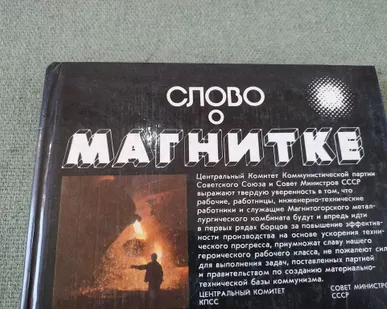 СЛОВО
О
МАГНИТКЕ
Центральный Комитет Коммунистической партии
Советского Союза и Совет Министров СССР
выражают твердую уверенность в том, что
рабочие, работницы, инженерно-технические
работники и служащие Магнитогорского метал-
лургического комбината будут и впредь идти
в первых рядах борцов за повышение эффектив-
ности производства на основе ускорения техни-
ческого прогресса, приумножат славу нашего
героического рабочего класса, не пожалеют сил
для выполнения задач, поставленных партией
и правительством по созданию материально-
технической базы коммунизма.
ЦЕНТРАЛЬНЫЙ КОМИТЕТ СОВЕТ МИНИСТРО
КПСС СССР